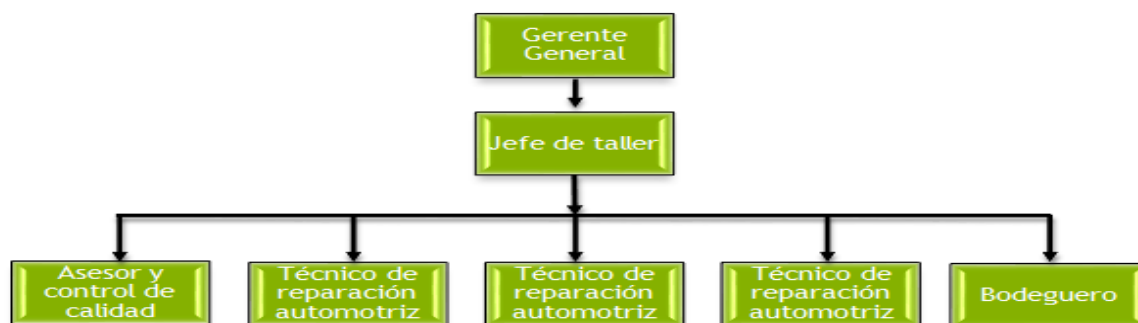 Gerente
General
Jefe de taller
Asesor y
control de
calidad
Técnico de
reparación
automotriz
Técnico de
reparación
automotriz
Técnico de
reparación
automotriz
Bodeguero